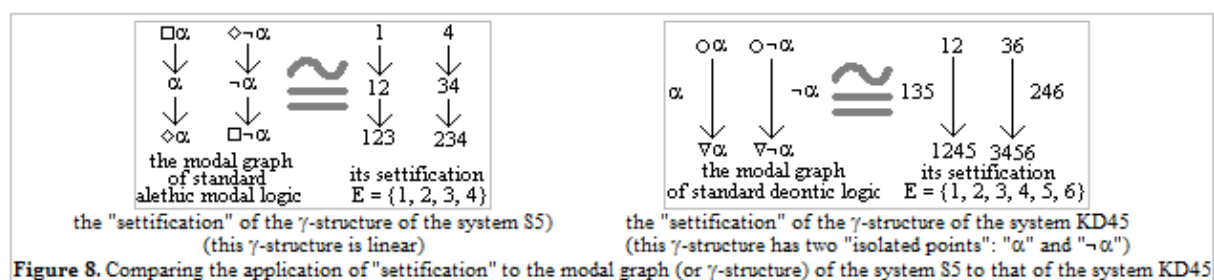 □α ◇¬α 1 4
α ¬α 12 34
◇α □¬α 123 234
the modal graph
of standard
alethic modal logic
its settification
E = {1, 2, 3, 4}
the "settification" of the γ-structure of the system S5)
(this γ-structure is linear)
○α ○¬α 12 36
α ¬α 135 246
∇α ∇¬α 1245 3456
the modal graph
of standard deontic logic
its settification
E = {1, 2, 3, 4, 5, 6}
the "settification" of the γ-structure of the system KD45
(this γ-structure has two "isolated points": "α" and "¬α")
Figure 8. Comparing the application of "settification" to the modal graph (or γ-structure) of the system S5 to that of the system KD45